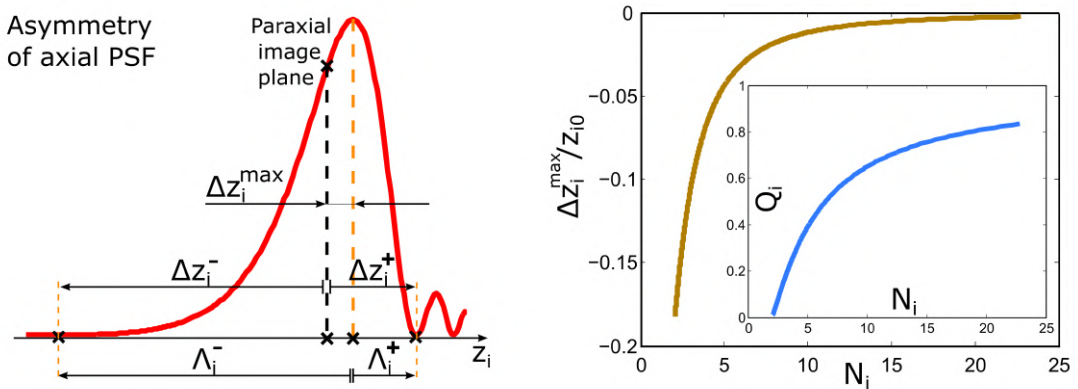 Asymmetry
of axial PSF
Paraxial
image
plane
Δz_i^max
Δz_i^-
Δz_i^+
z_i
Λ_i^-
Λ_i^+
0
−0.05
−0.1
−0.15
−0.2
Δz_i^max/z_i0
0
5
10
15
20
25
N_i
1
0.8
0.6
0.4
0.2
0
Q_i
N_i
0
5
10
15
20
25